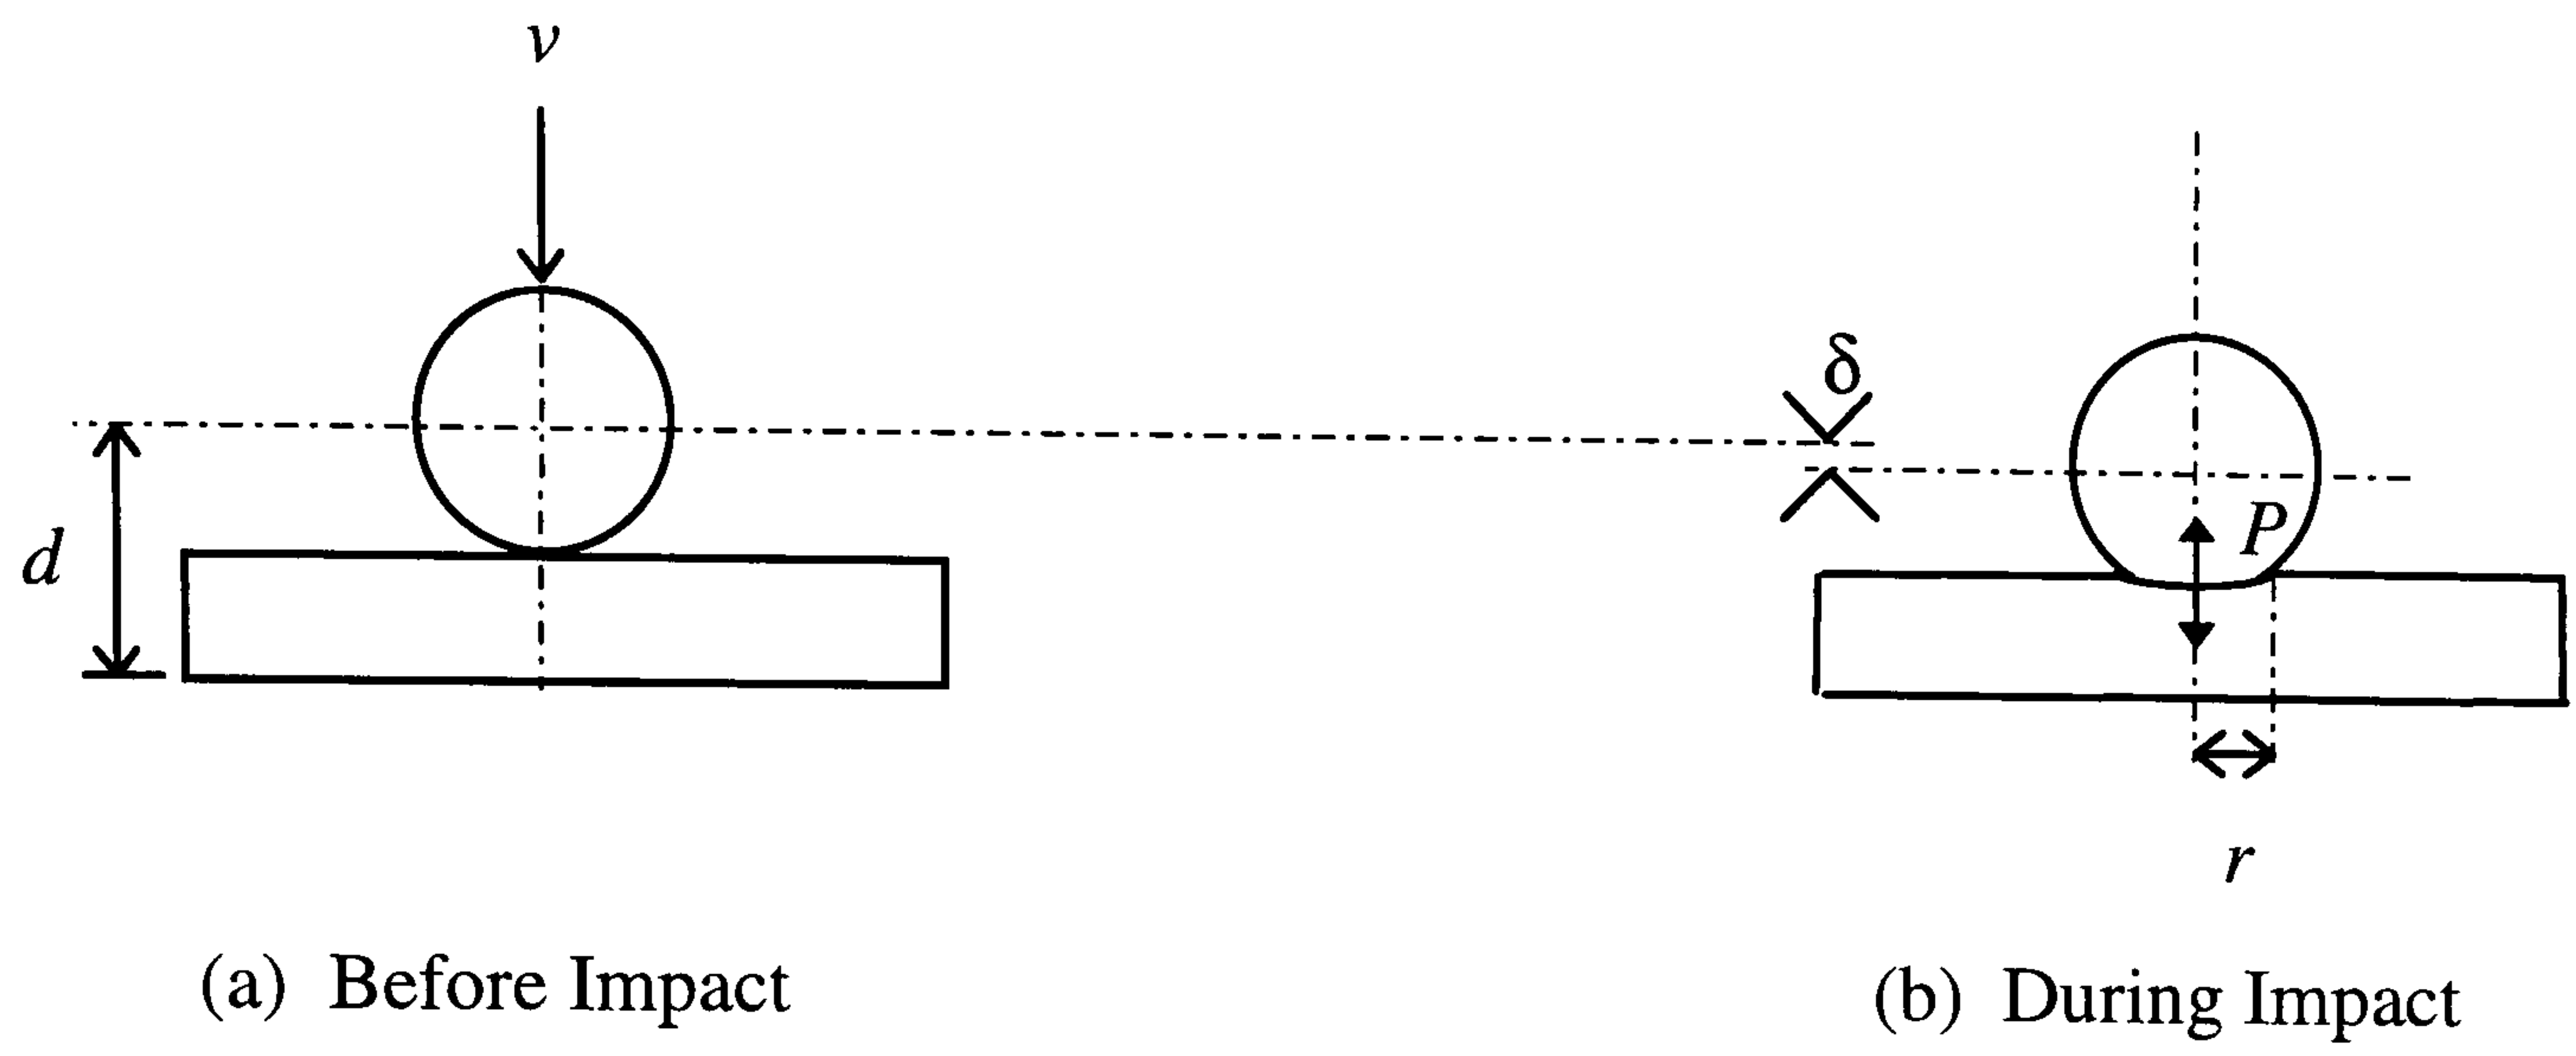 v
δ
P
d
r
(a) Before Impact
(b) During Impact